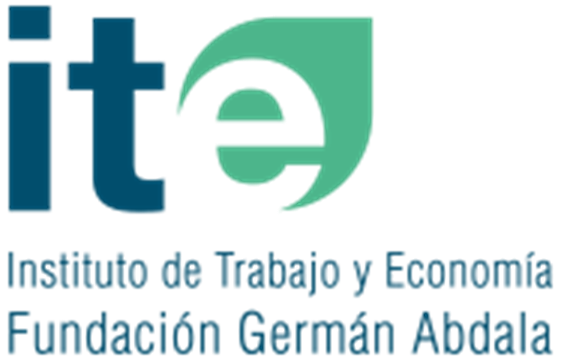 ite
Instituto de Trabajo y Economía
Fundación Germán Abdala